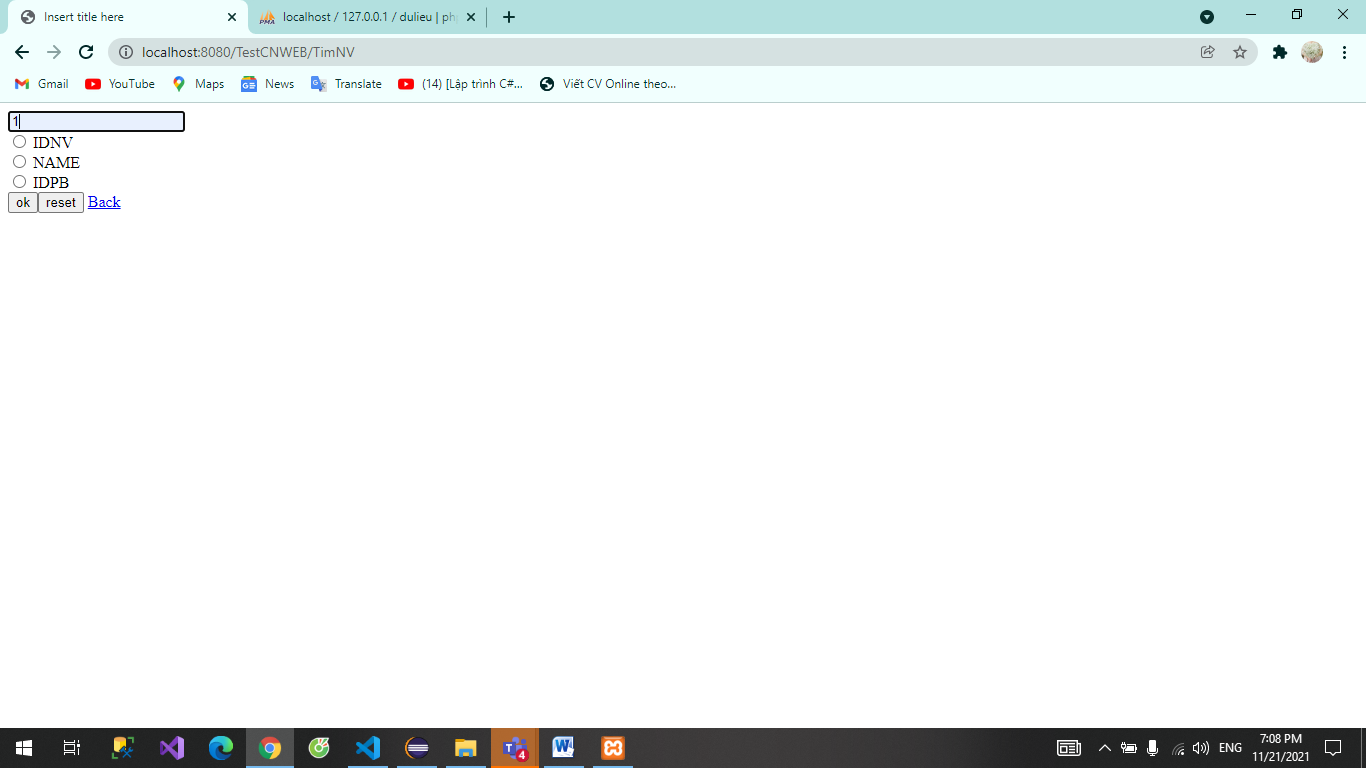 Insert title here
localhost / 127.0.0.1 / dulieu | ph
localhost:8080/TestCNWEB/TimNV
Gmail YouTube Maps News Translate (14) [Lập trình C#... Viết CV Online theo...
1
IDNV
NAME
IDPB
ok reset Back
4
ENG
7:08 PM
11/21/2021